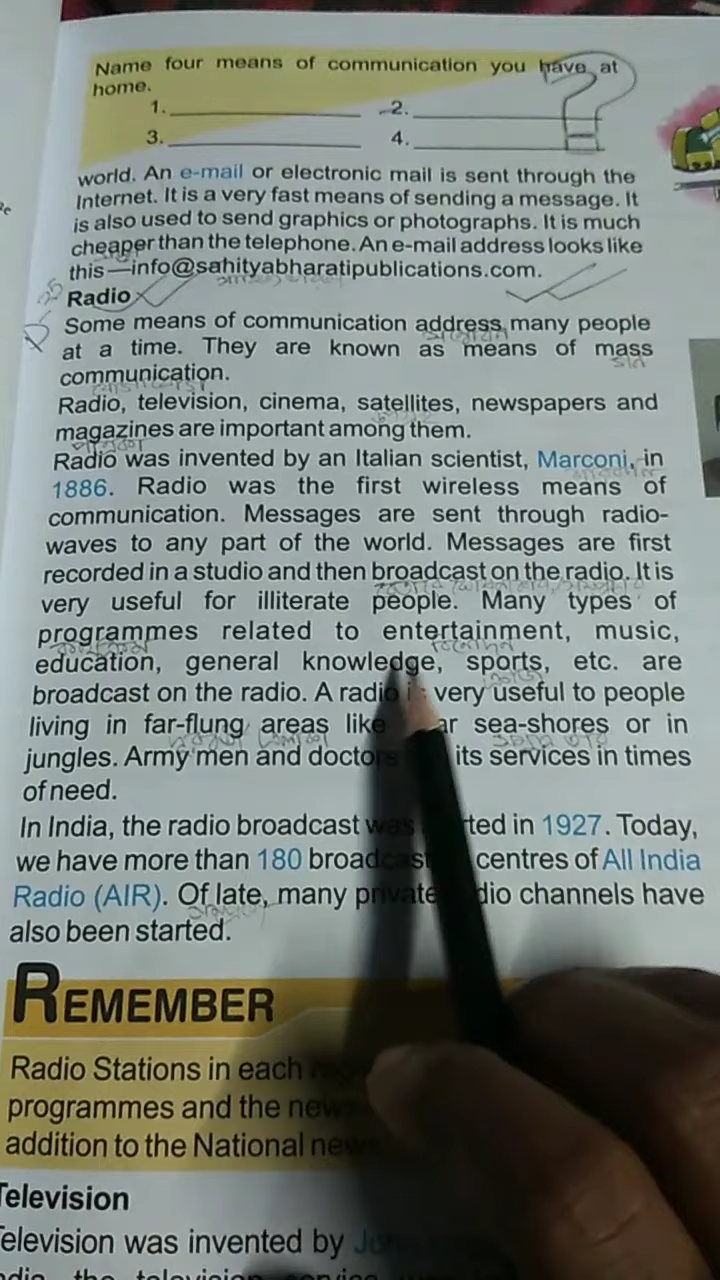 Name four means of communication you have at
home.
1. 2.
3. 4.
world. An e-mail or electronic mail is sent through the
Internet. It is a very fast means of sending a message. It
is also used to send graphics or photographs. It is much
cheaper than the telephone. An e-mail address looks like
this—info@sahityabharatipublications.com.
Radio
Some means of communication address many people
at a time. They are known as means of mass
communication.
Radio, television, cinema, satellites, newspapers and
magazines are important among them.
Radio was invented by an Italian scientist, Marconi, in
1886. Radio was the first wireless means of
communication. Messages are sent through radio-
waves to any part of the world. Messages are first
recorded in a studio and then broadcast on the radio. It is
very useful for illiterate people. Many types of
programmes related to entertainment, music,
education, general knowledge, sports, etc. are
broadcast on the radio. A radio very useful to people
living in far-flung areas like sea-shores or in
jungles. Army men and doctors its services in times
of need.
In India, the radio broadcast was in 1927. Today,
we have more than 180 centres of All India
Radio (AIR). Of late, many private channels have
also been started.
REMEMBER
Radio Stations in each
programmes and the
addition to the National
Television
Television was invented by
the television